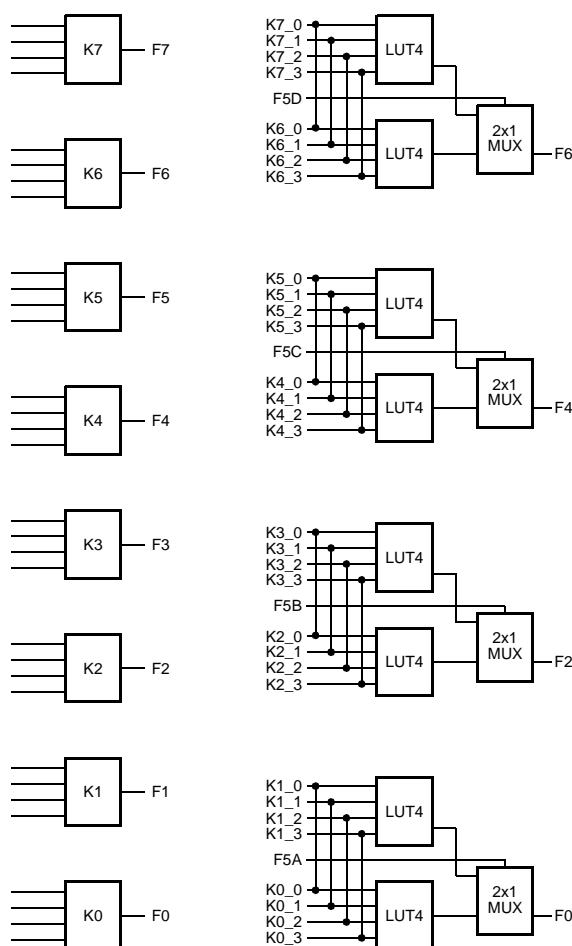 K7 F7
K6 F6
K5 F5
K4 F4
K3 F3
K2 F2
K1 F1
K0 F0
K7_0
K7_1
K7_2
K7_3
LUT4
F5D
K6_0
K6_1
K6_2
K6_3
LUT4
2x1
MUX
F6
K5_0
K5_1
K5_2
K5_3
LUT4
F5C
K4_0
K4_1
K4_2
K4_3
LUT4
2x1
MUX
F4
K3_0
K3_1
K3_2
K3_3
LUT4
F5B
K2_0
K2_1
K2_2
K2_3
LUT4
2x1
MUX
F2
K1_0
K1_1
K1_2
K1_3
LUT4
F5A
K0_0
K0_1
K0_2
K0_3
LUT4
2x1
MUX
F0